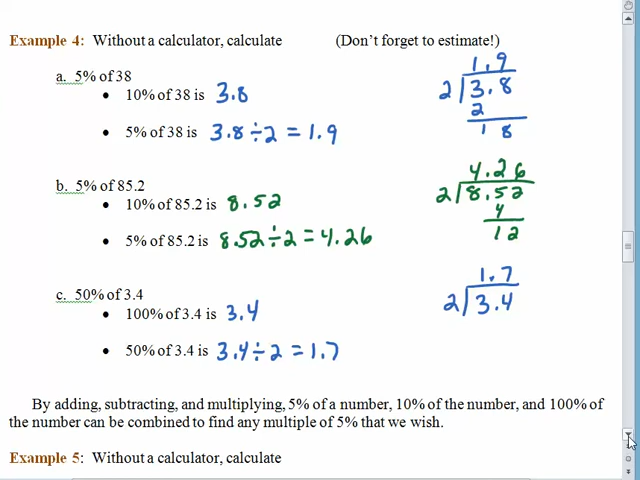 Example 4: Without a calculator, calculate (Don't forget to estimate!)
a. 5% of 38
• 10% of 38 is 3.8
• 5% of 38 is 3.8 ÷ 2 = 1.9
1.9
2 3.8
2
1 8
b. 5% of 85.2
• 10% of 85.2 is 8.52
• 5% of 85.2 is 8.52 ÷ 2 = 4.26
4.26
2 8.52
4
12
c. 50% of 3.4
• 100% of 3.4 is 3.4
• 50% of 3.4 is 3.4 ÷ 2 = 1.7
1.7
2 3.4
By adding, subtracting, and multiplying, 5% of a number, 10% of the number, and 100% of
the number can be combined to find any multiple of 5% that we wish.
Example 5: Without a calculator, calculate